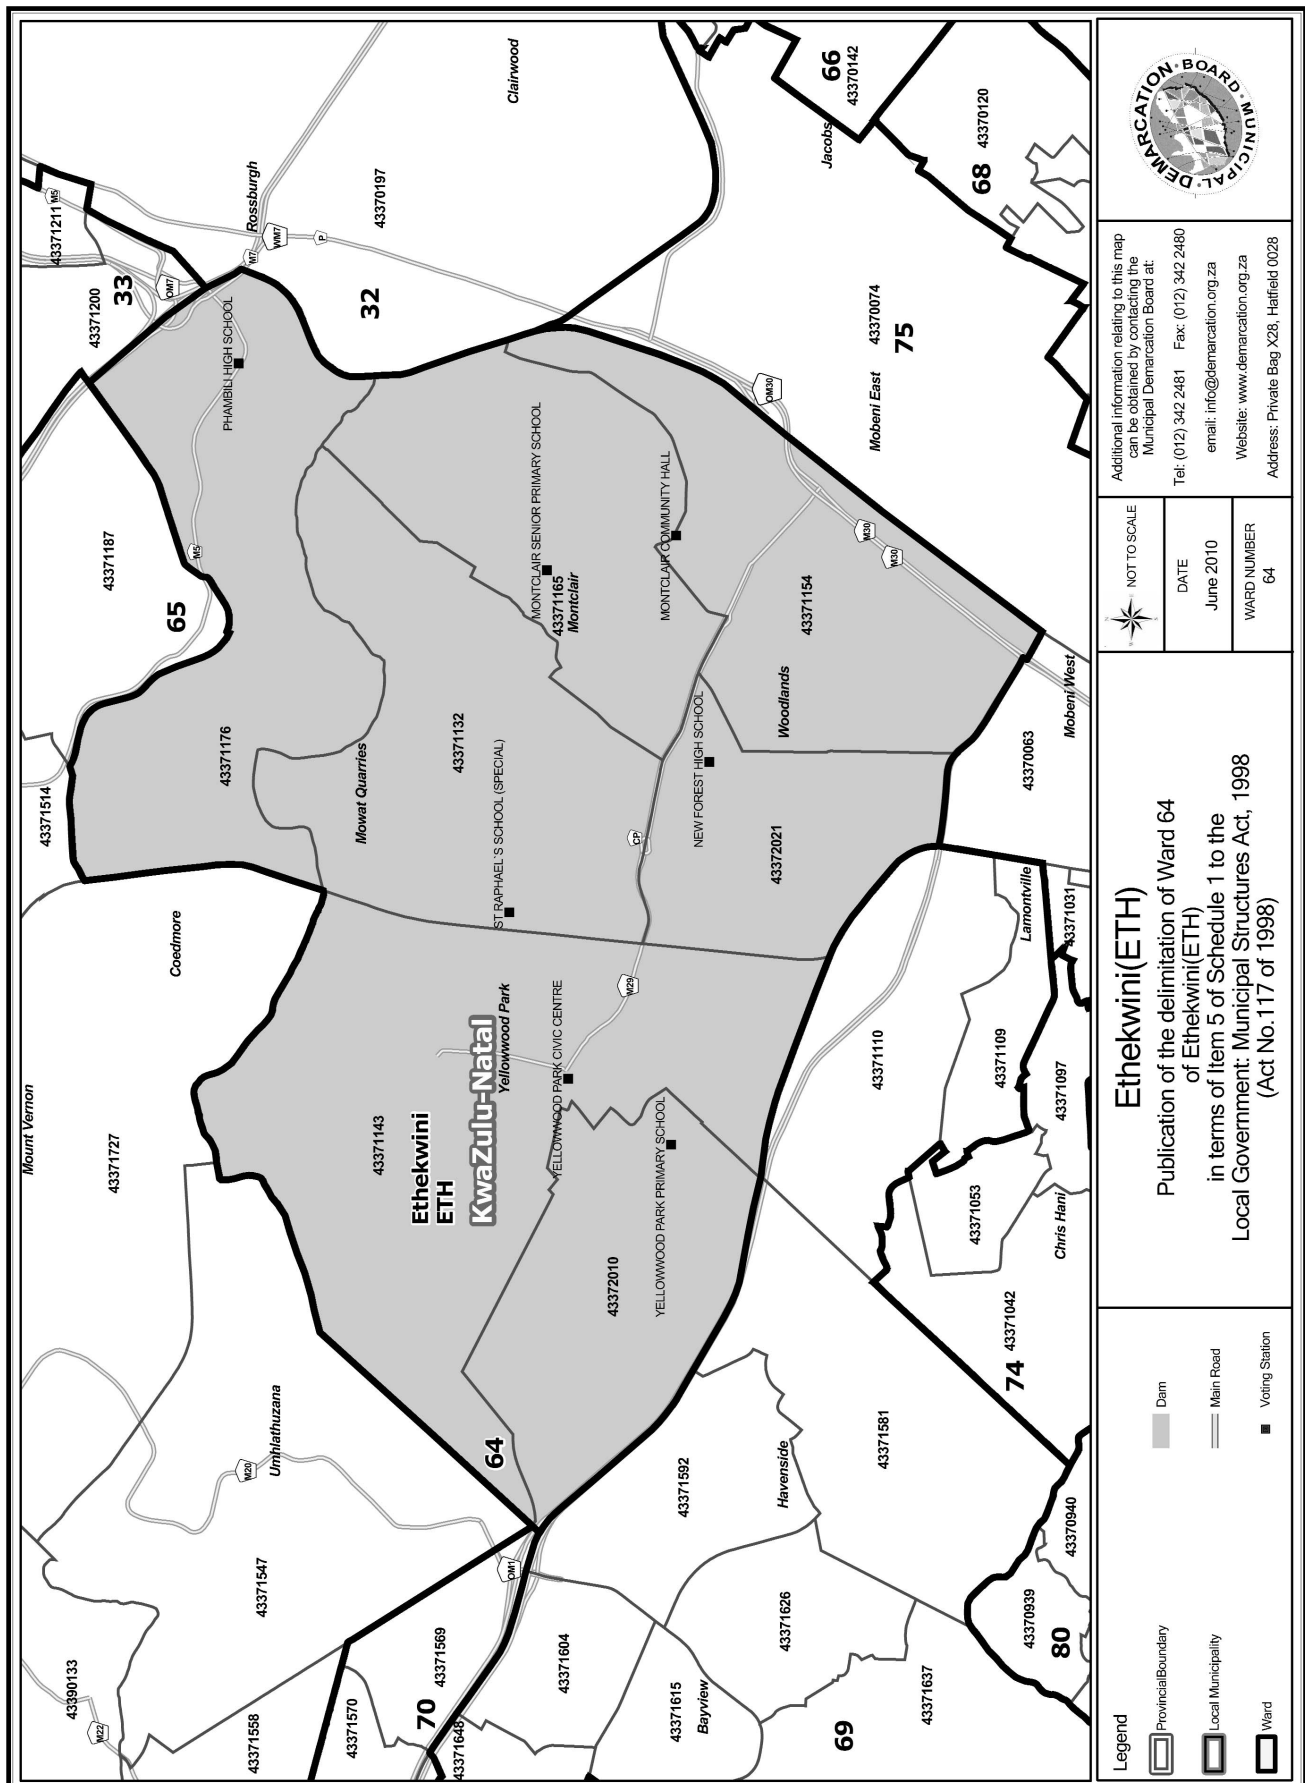 Mount Vernon
43371727
Coedmore
43371514
43371187
65
43371200
33
43371211
M5
OM7
M7
Rossburgh
WM7
P
43370197
Clairwood
32
66
43370142
Jacobs
68
43370120
43370074
75
Mobeni East
OM30
M30
M30
PHAMBILI HIGH SCHOOL
M5
43371176
Mowat Quarries
43371132
MONTCLAIR SENIOR PRIMARY SCHOOL
43371165
Montclair
MONTCLAIR COMMUNITY HALL
43371154
Woodlands
NEW FOREST HIGH SCHOOL
43372021
ST RAPHAEL`S SCHOOL (SPECIAL)
CP
M29
Yellowwood Park
YELLOWWOOD PARK CIVIC CENTRE
YELLOWWOOD PARK PRIMARY SCHOOL
43371143
Ethekwini
ETH
KwaZulu-Natal
43372010
64
Mobeni West
43370063
Lamontville
43371031
43371110
43371109
43371097
43371053
Chris Hani
43371042
74
43371581
Havenside
43371592
43371626
43370940
43370939
80
43371637
69
43371615
Bayview
43371604
43371648
70
43371569
43371570
43371558
43371547
43390133
M22
M20
Umhlathuzana
OM1
Legend
ProvincialBoundary
Local Municipality
Ward
Dam
Main Road
Voting Station
Ethekwini(ETH)
Publication of the delimitation of Ward 64
of Ethekwini(ETH)
in terms of Item 5 of Schedule 1 to the
Local Government: Municipal Structures Act, 1998
(Act No.117 of 1998)
NOT TO SCALE
DATE
June 2010
WARD NUMBER
64
Additional information relating to this map
can be obtained by contacting the
Municipal Demarcation Board at:
Tel: (012) 342 2481 Fax: (012) 342 2480
email: info@demarcation.org.za
Website: www.demarcation.org.za
Address: Private Bag X28, Hatfield 0028
MUNICIPAL DEMARCATION BOARD